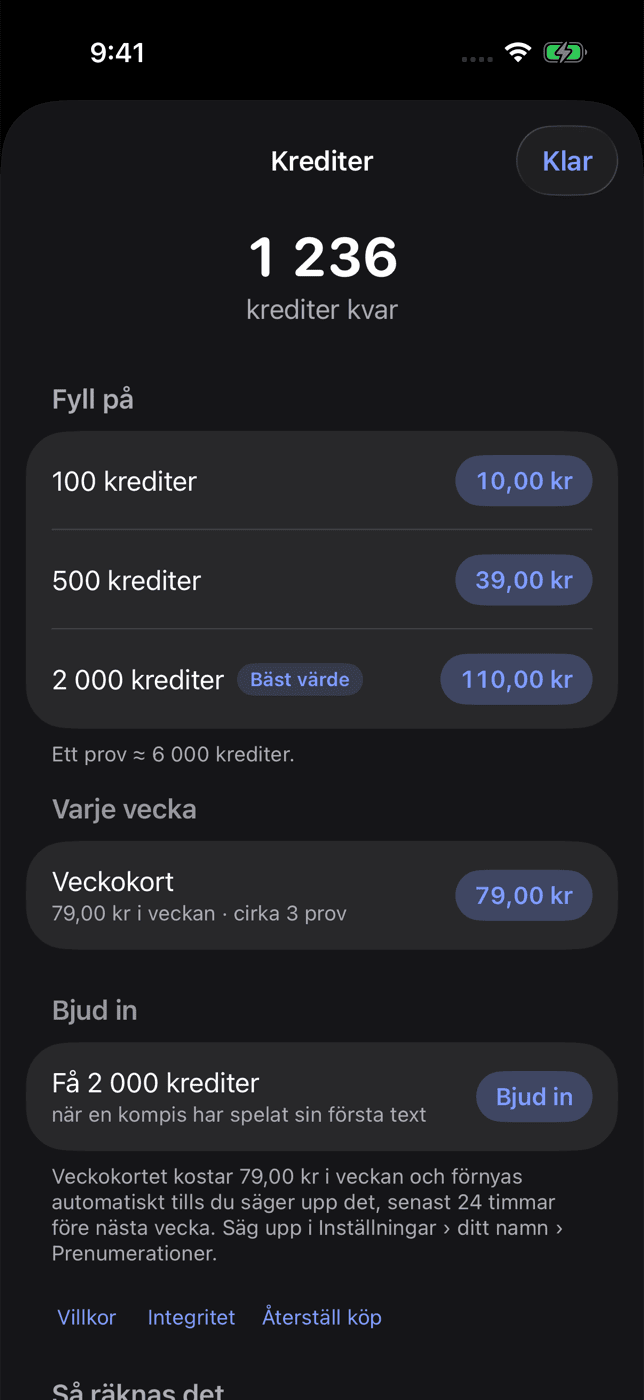 9:41
Krediter
Klar
1 236
krediter kvar
Fyll på
100 krediter
10,00 kr
500 krediter
39,00 kr
2 000 krediter
Bäst värde
110,00 kr
Ett prov ≈ 6 000 krediter.
Varje vecka
Veckokort
79,00 kr i veckan · cirka 3 prov
79,00 kr
Bjud in
Få 2 000 krediter
när en kompis har spelat sin första text
Bjud in
Veckokortet kostar 79,00 kr i veckan och förnyas
automatiskt tills du säger upp det, senast 24 timmar
före nästa vecka. Säg upp i Inställningar › ditt namn ›
Prenumerationer.
Villkor
Integritet
Återställ köp
Så räknas det